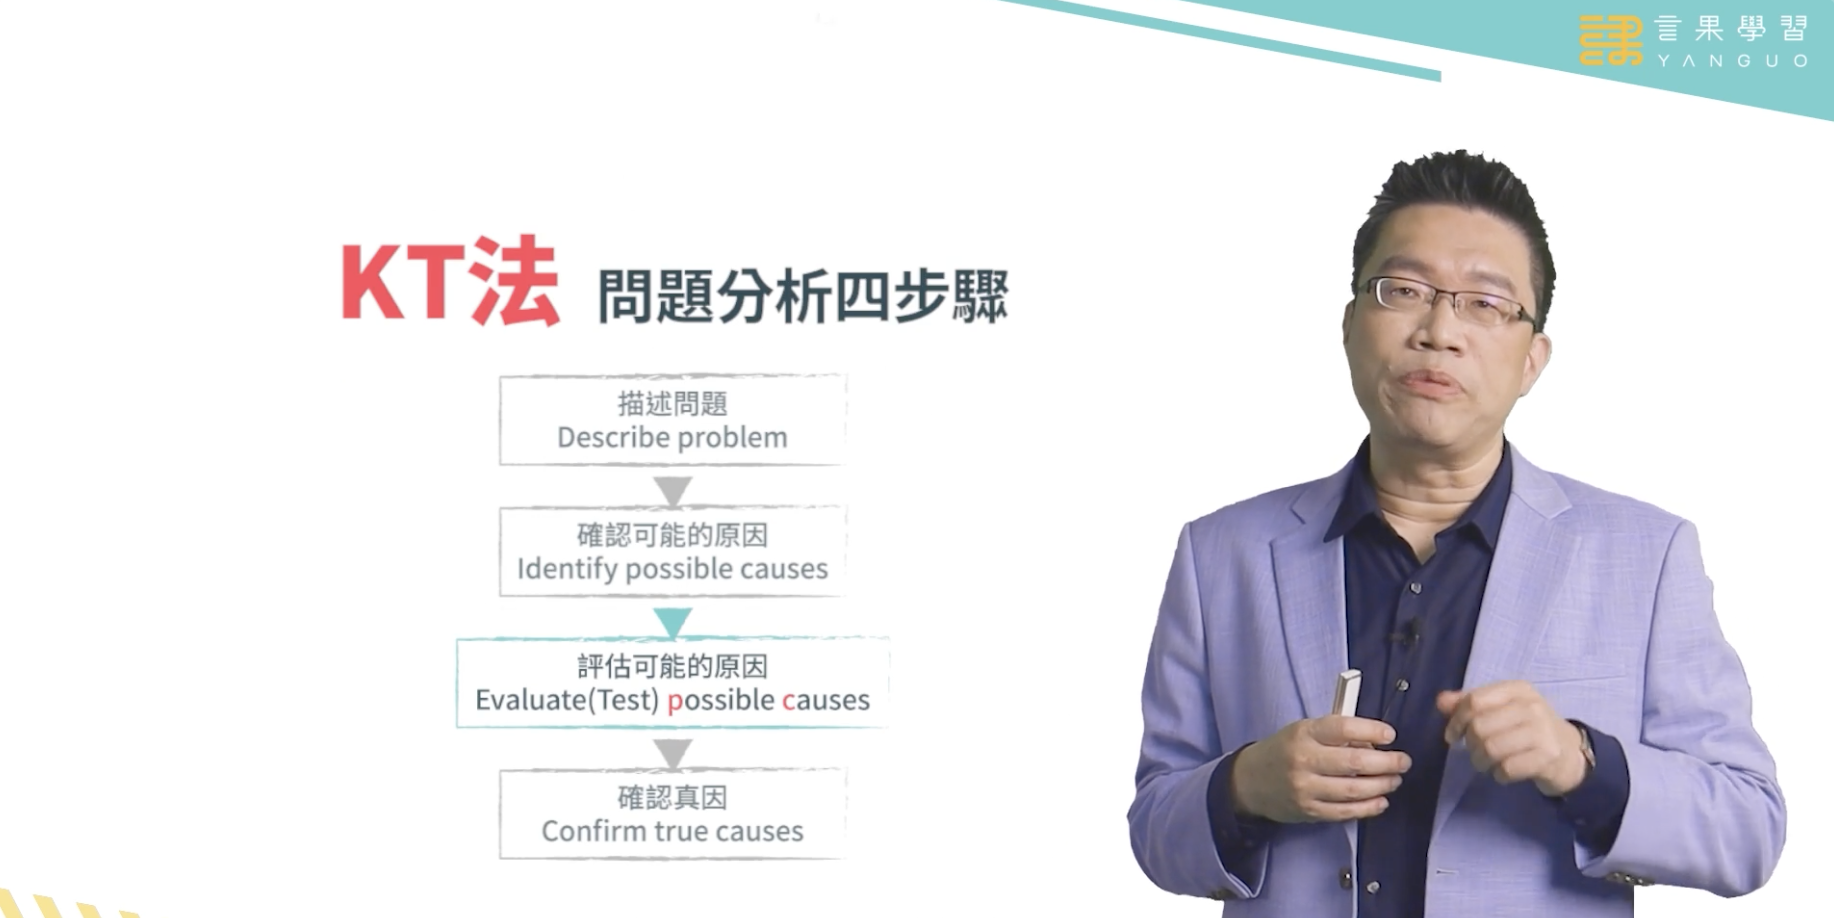 言果學習
YANGUO
KT法 問題分析四步驟
描述問題
Describe problem
確認可能的原因
Identify possible causes
評估可能的原因
Evaluate(Test) possible causes
確認真因
Confirm true causes